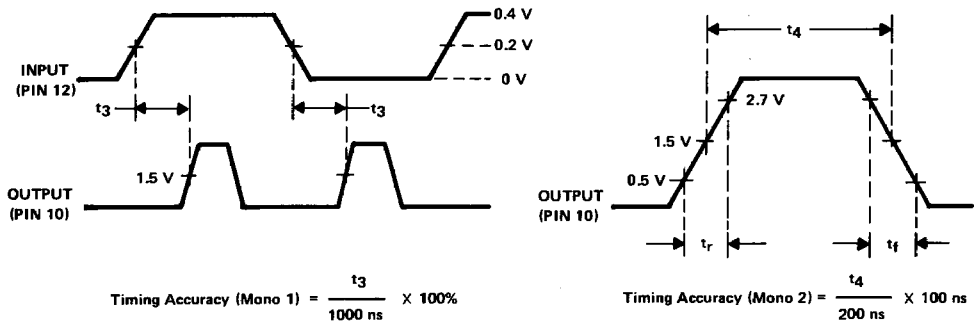 0.4 V
0.2 V
0 V
INPUT
(PIN 12)
t3
t3
1.5 V
OUTPUT
(PIN 10)
Timing Accuracy (Mono 1) = t3 / 1000 ns × 100%
t4
2.7 V
1.5 V
0.5 V
OUTPUT
(PIN 10)
tr
tf
Timing Accuracy (Mono 2) = t4 / 200 ns × 100 ns